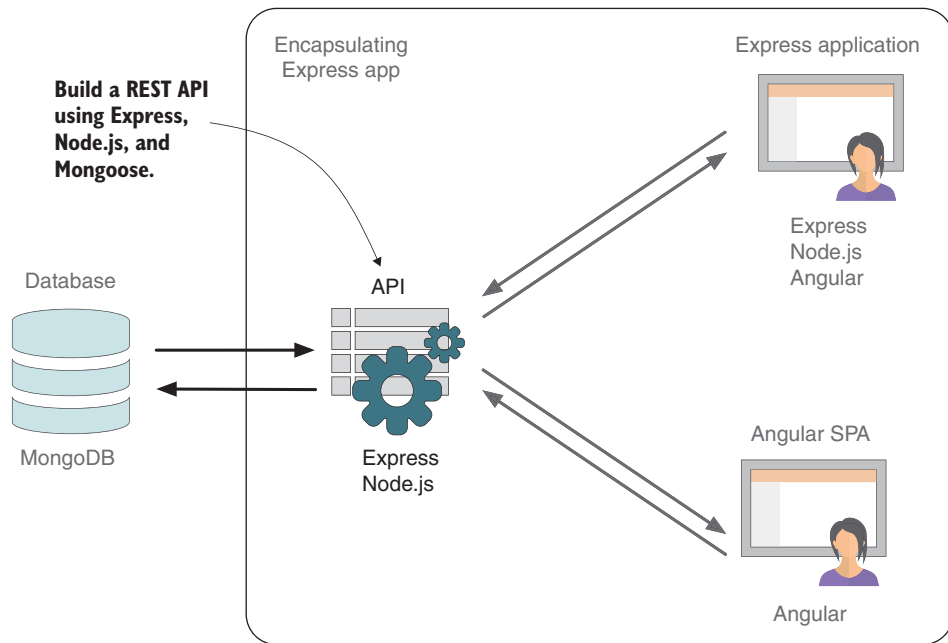 Encapsulating
Express app
Express application
Build a REST API
using Express,
Node.js, and
Mongoose.
Express
Node.js
Angular
Database
API
MongoDB
Express
Node.js
Angular SPA
Angular